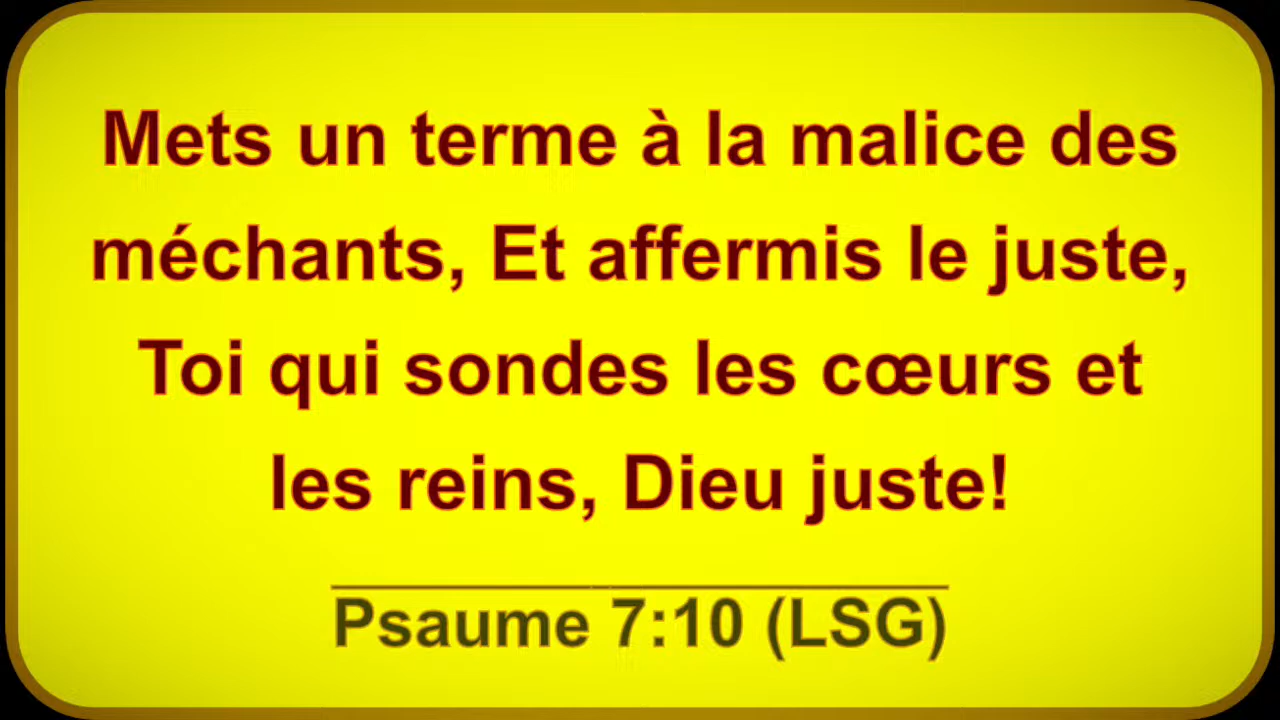 Mets un terme à la malice des
méchants, Et affermis le juste,
Toi qui sondes les cœurs et
les reins, Dieu juste!
Psaume 7:10 (LSG)